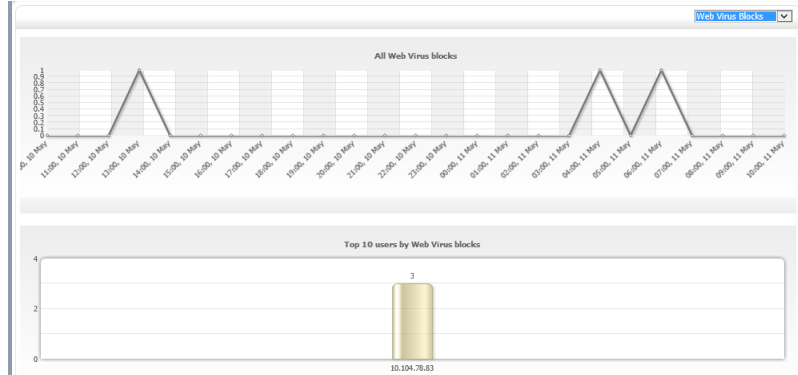 Web Virus Blocks
All Web Virus blocks
1
0.9
0.8
0.7
0.6
0.5
0.4
0.3
0.2
0.1
0
0, 10 May
11:00, 10 May
12:00, 10 May
13:00, 10 May
14:00, 10 May
15:00, 10 May
16:00, 10 May
17:00, 10 May
18:00, 10 May
19:00, 10 May
20:00, 10 May
21:00, 10 May
22:00, 10 May
23:00, 10 May
00:00, 11 May
01:00, 11 May
02:00, 11 May
03:00, 11 May
04:00, 11 May
05:00, 11 May
06:00, 11 May
07:00, 11 May
08:00, 11 May
09:00, 11 May
10:00, 11 May
Top 10 users by Web Virus blocks
4
3
2
0
10.104.78.83